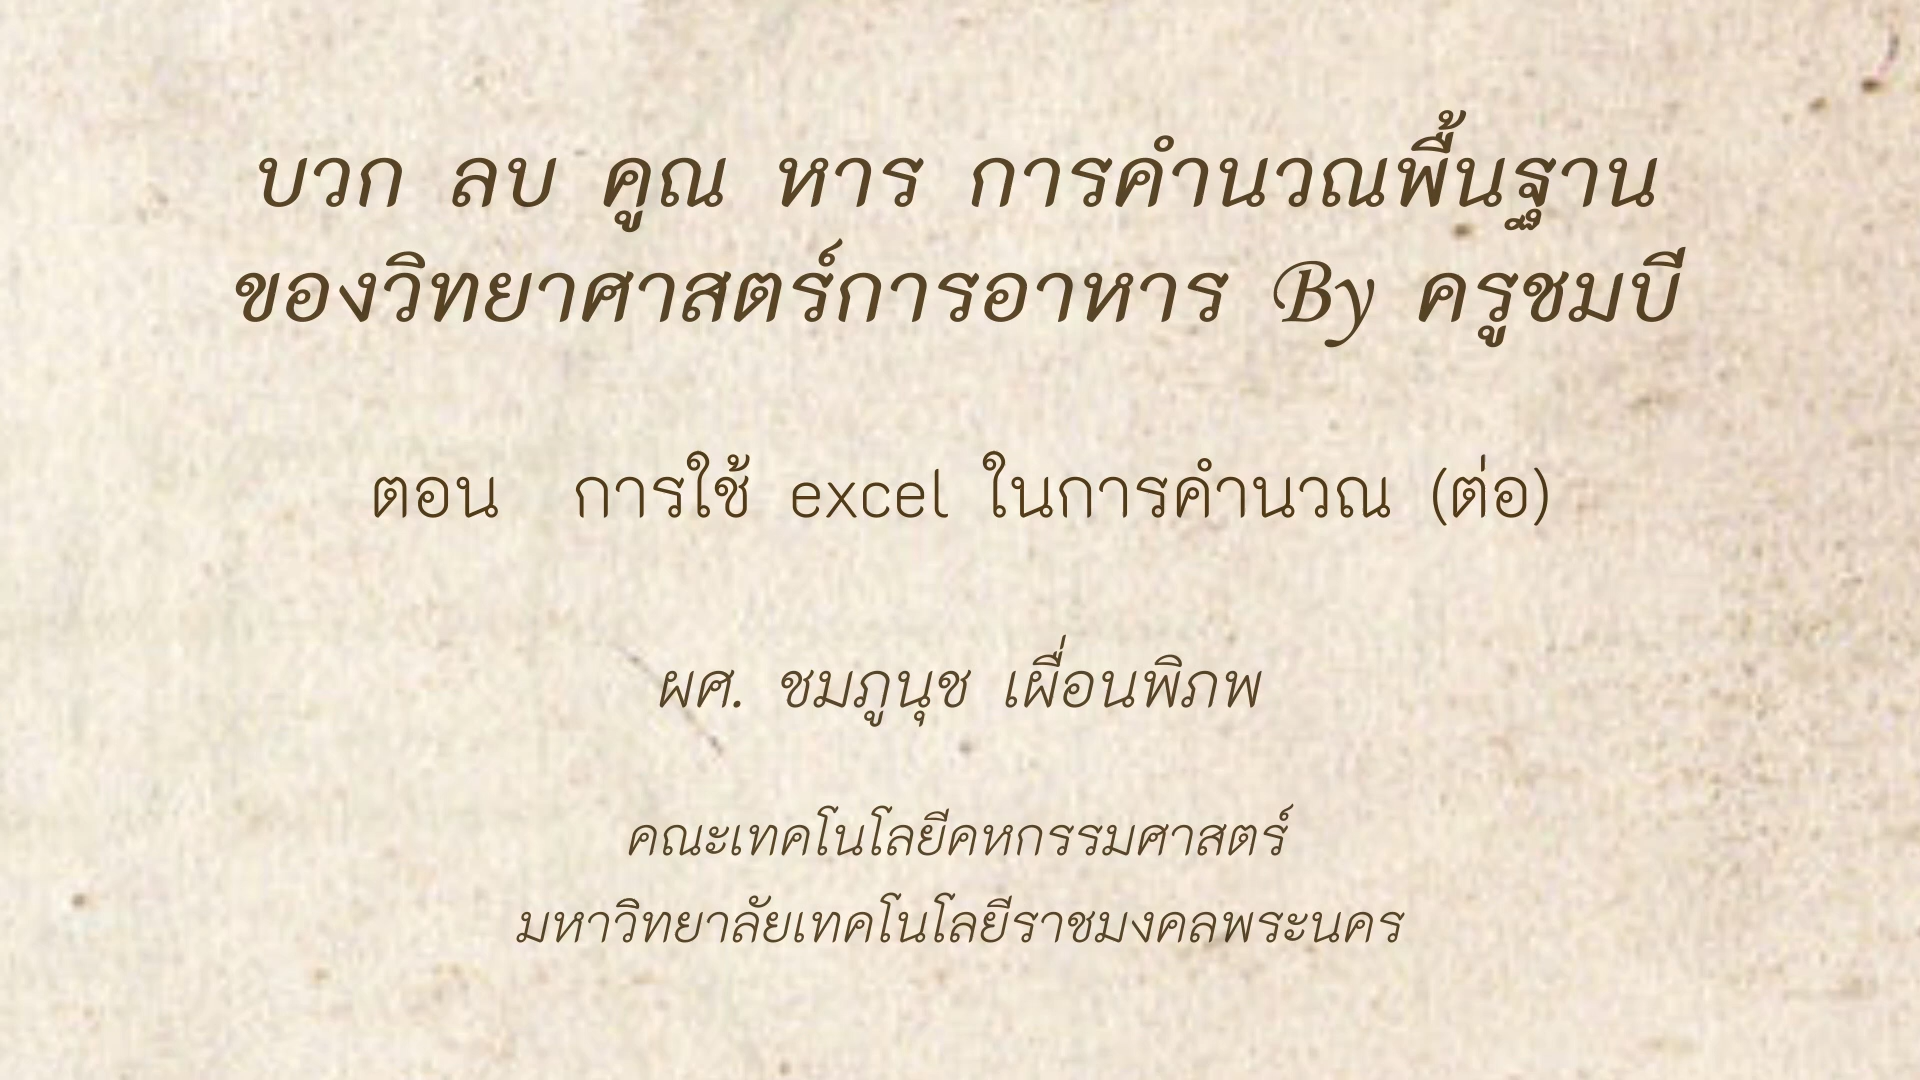 บวก ลบ คูณ หาร การคำนวณพื้นฐาน
ของวิทยาศาสตร์การอาหาร By ครูชมบี
ตอน การใช้ excel ในการคำนวณ (ต่อ)
ผศ. ชมภูนุช เผื่อนพิภพ
คณะเทคโนโลยีคหกรรมศาสตร์
มหาวิทยาลัยเทคโนโลยีราชมงคลพระนคร